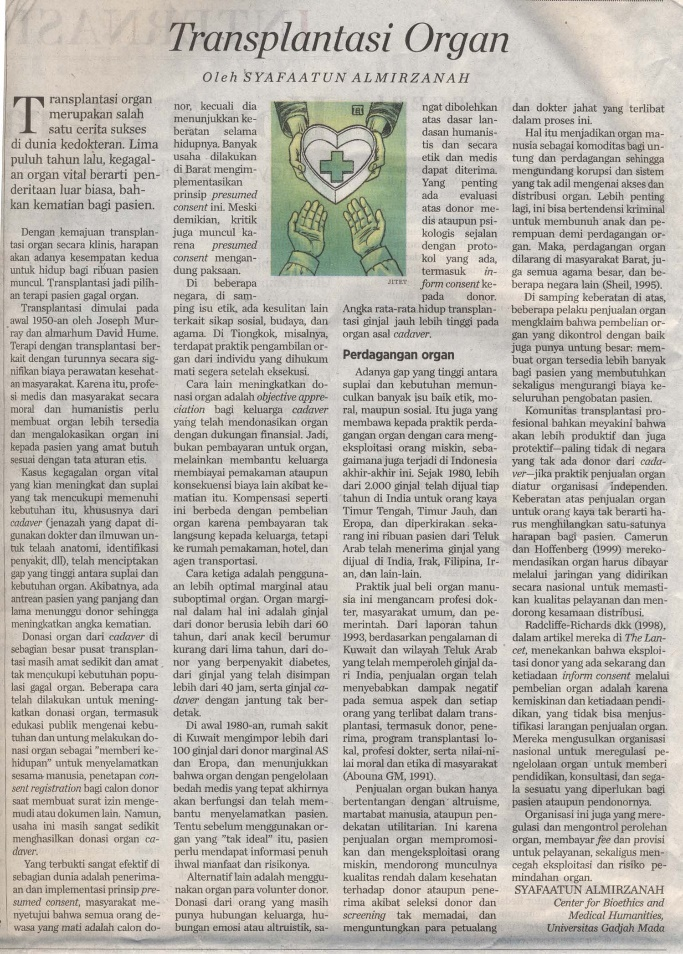 Transplantasi Organ
Oleh SYAFAATUN ALMIRZANAH
Transplantasi organ
merupakan salah
satu cerita sukses
di dunia kedokteran. Lima
puluh tahun lalu, kegagal-
an organ vital berarti pen-
deritaan luar biasa, bah-
kan kematian bagi pasien.
Dengan kemajuan transplan-
tasi organ secara klinis, harapan
akan adanya kesempatan kedua
untuk hidup bagi ribuan pasien
muncul. Transplantasi jadi pilih-
an terapi pasien gagal organ.
Transplantasi dimulai pada
awal 1950-an oleh Joseph Mur-
ray dan almarhum David Hume.
Terapi dengan transplantasi ber-
kait dengan turunnya secara sig-
nifikan biaya perawatan kesehat-
an masyarakat. Karena itu, profe-
si medis dan masyarakat secara
moral dan humanistis perlu
membuat organ lebih tersedia
dan mengalokasikan organ ini
kepada pasien yang amat butuh
sesuai dengan tata aturan etis.
Kasus kegagalan organ vital
yang kian meningkat dan suplai
yang tak mencukupi memenuhi
kebutuhan itu, khususnya dari
cadaver (jenazah yang dapat di-
gunakan dokter dan ilmuwan un-
tuk telaah anatomi, identifikasi
penyakit, dll), telah menciptakan
gap yang tinggi antara suplai dan
kebutuhan organ. Akibatnya, ada
antrean pasien yang panjang dan
lama menunggu donor sehingga
meningkatkan angka kematian.
Donasi organ dari cadaver di
sebagian besar pusat transplan-
tasi masih amat sedikit dan amat
tak mencukupi kebutuhan popu-
lasi gagal organ. Beberapa cara
telah dilakukan untuk mening-
katkan donasi organ, termasuk
edukasi publik mengenai kebu-
tuhan dan untung melakukan do-
nasi organ sebagai "memberi ke-
hidupan" untuk menyelamatkan
sesama manusia, penetapan con-
sent registration bagi calon donor
saat membuat surat izin menge-
mudi atau dokumen lain. Namun,
usaha ini masih sangat sedikit
menghasilkan donasi organ ca-
daver.
Yang terbukti sangat efektif di
sebagian dunia adalah penerima-
an dan implementasi prinsip pre-
sumed consent, masyarakat me-
nyetujui bahwa semua orang de-
wasa yang mati adalah calon do-
nor, kecuali dia
menunjukkan ke-
beratan selama
hidupnya. Banyak
usaha dilakukan
di Barat mengim-
plementasikan
prinsip presumed
consent ini. Meski
demikian, kritik
juga muncul ka-
rena presumed
consent mengan-
dung paksaan.
Di beberapa
negara, di sam-
ping isu etik, ada kesulitan lain
terkait sikap sosial, budaya, dan
agama. Di Tiongkok, misalnya,
terdapat praktik pengambilan or-
gan dari individu yang dihukum
mati segera setelah eksekusi.
Cara lain meningkatkan do-
nasi organ adalah objective appre-
ciation bagi keluarga cadaver
yang telah mendonasikan organ
dengan dukungan finansial. Jadi,
bukan pembayaran untuk organ,
melainkan membantu keluarga
membiayai pemakaman ataupun
konsekuensi biaya lain akibat ke-
matian itu. Kompensasi seperti
ini berbeda dengan pembelian
organ karena pembayaran tak
langsung kepada keluarga, tetapi
ke rumah pemakaman, hotel, dan
agen transportasi.
Cara ketiga adalah pengguna-
an lebih optimal marginal atau
suboptimal organ. Organ margi-
nal dalam hal ini adalah ginjal
dari donor berusia lebih dari 60
tahun, dari anak kecil berumur
kurang dari lima tahun, dari do-
nor yang berpenyakit diabetes,
dari ginjal yang telah disimpan
lebih dari 40 jam, serta ginjal ca-
daver dengan jantung tak ber-
detak.
Di awal 1980-an, rumah sakit
di Kuwait mengimpor lebih dari
100 ginjal dari donor marginal AS
dan Eropa, dan menunjukkan
bahwa organ dengan pengelolaan
bedah medis yang tepat akhirnya
akan berfungsi dan telah mem-
bantu menyelamatkan pasien.
Tentu sebelum menggunakan or-
gan yang "tak ideal" itu, pasien
perlu mendapat informasi penuh
ihwal manfaat dan risikonya.
Alternatif lain adalah menggu-
nakan organ para volunter donor.
Donasi dari orang yang masih
punya hubungan keluarga, hu-
bungan emosi atau altruistik, sa-
JITET
ngat dibolehkan
atas dasar lan-
dasan humanis-
tis dan secara
etik dan medis
dapat diterima.
Yang penting
ada evaluasi
atas donor me-
dis ataupun psi-
kologis sejalan
dengan proto-
kol yang ada,
termasuk in-
form consent ke-
pada donor.
Angka rata-rata hidup transplan-
tasi ginjal jauh lebih tinggi pada
organ asal cadaver.
Perdagangan organ
Adanya gap yang tinggi antara
suplai dan kebutuhan memun-
culkan banyak isu baik etik, mo-
ral, maupun sosial. Itu juga yang
membawa kepada praktik perda-
gangan organ dengan cara meng-
eksploitasi orang miskin, seba-
gaimana juga terjadi di Indonesia
akhir-akhir ini. Sejak 1980, lebih
dari 2.000 ginjal telah dijual tiap
tahun di India untuk orang kaya
Timur Tengah, Timur Jauh, dan
Eropa, dan diperkirakan seka-
rang ini ribuan pasien dari Teluk
Arab telah menerima ginjal yang
dijual di India, Irak, Filipina, Ir-
an, dan lain-lain.
Praktik jual beli organ manu-
sia ini mengancam profesi dok-
ter, masyarakat umum, dan pe-
merintah. Dari laporan tahun
1993, berdasarkan pengalaman di
Kuwait dan wilayah Teluk Arab
yang telah memperoleh ginjal da-
ri India, penjualan organ telah
menyebabkan dampak negatif
pada semua aspek dan setiap
orang yang terlibat dalam trans-
plantasi, termasuk donor, pene-
rima, program transplantasi lo-
kal, profesi dokter, serta nilai-ni-
lai moral dan etika di masyarakat
(Abouna GM, 1991).
Penjualan organ bukan hanya
bertentangan dengan altruisme,
martabat manusia, ataupun pen-
dekatan utilitarian. Ini karena
penjualan organ mempromosi-
kan dan mengeksploitasi orang
miskin, mendorong munculnya
kualitas rendah dalam kesehatan
terhadap donor ataupun pene-
rima akibat seleksi donor dan
screening tak memadai, dan
menguntungkan para petualang
dan dokter jahat yang terlibat
dalam proses ini.
Hal itu menjadikan organ ma-
nusia sebagai komoditas bagi un-
tung dan perdagangan sehingga
mengundang korupsi dan sistem
yang tak adil mengenai akses dan
distribusi organ. Lebih penting
lagi, ini bisa bertendensi kriminal
untuk membunuh anak dan pe-
rempuan demi perdagangan or-
gan. Maka, perdagangan organ
dilarang di masyarakat Barat, ju-
ga semua agama besar, dan be-
berapa negara lain (Sheil, 1995).
Di samping keberatan di atas,
beberapa pelaku penjualan organ
mengklaim bahwa pembelian or-
gan yang dikontrol dengan baik
juga punya untung besar: mem-
buat organ tersedia lebih banyak
bagi pasien yang membutuhkan
sekaligus mengurangi biaya ke-
seluruhan pengobatan pasien.
Komunitas transplantasi pro-
fesional bahkan meyakini bahwa
akan lebih produktif dan juga
protektif—paling tidak di negara
yang tak ada donor dari cada-
ver—jika praktik penjualan organ
diatur organisasi independen.
Keberatan atas penjualan organ
untuk orang kaya tak berarti ha-
rus menghilangkan satu-satunya
harapan bagi pasien. Camerun
dan Hoffenberg (1999) mereko-
mendasikan organ harus dibayar
melalui jaringan yang didirikan
secara nasional untuk memasti-
kan kualitas pelayanan dan men-
dorong kesamaan distribusi.
Radcliffe-Richards dkk (1998),
dalam artikel mereka di The Lan-
cet, menekankan bahwa eksploi-
tasi donor yang ada sekarang dan
ketiadaan inform consent melalui
pembelian organ adalah karena
kemiskinan dan ketiadaan pendi-
dikan, yang tidak bisa menjus-
tifikasi larangan penjualan organ.
Mereka mengusulkan organisasi
nasional untuk meregulasi pe-
ngelolaan organ untuk memberi
pendidikan, konsultasi, dan sega-
la sesuatu yang diperlukan bagi
pasien ataupun pendonornya.
Organisasi ini juga yang mere-
gulasi dan mengontrol perolehan
organ, membayar fee dan provisi
untuk pelayanan, sekaligus men-
cegah eksploitasi dan risiko pe-
mindahan organ.
SYAFAATUN ALMIRZANAH
Center for Bioethics and
Medical Humanities,
Universitas Gadjah Mada